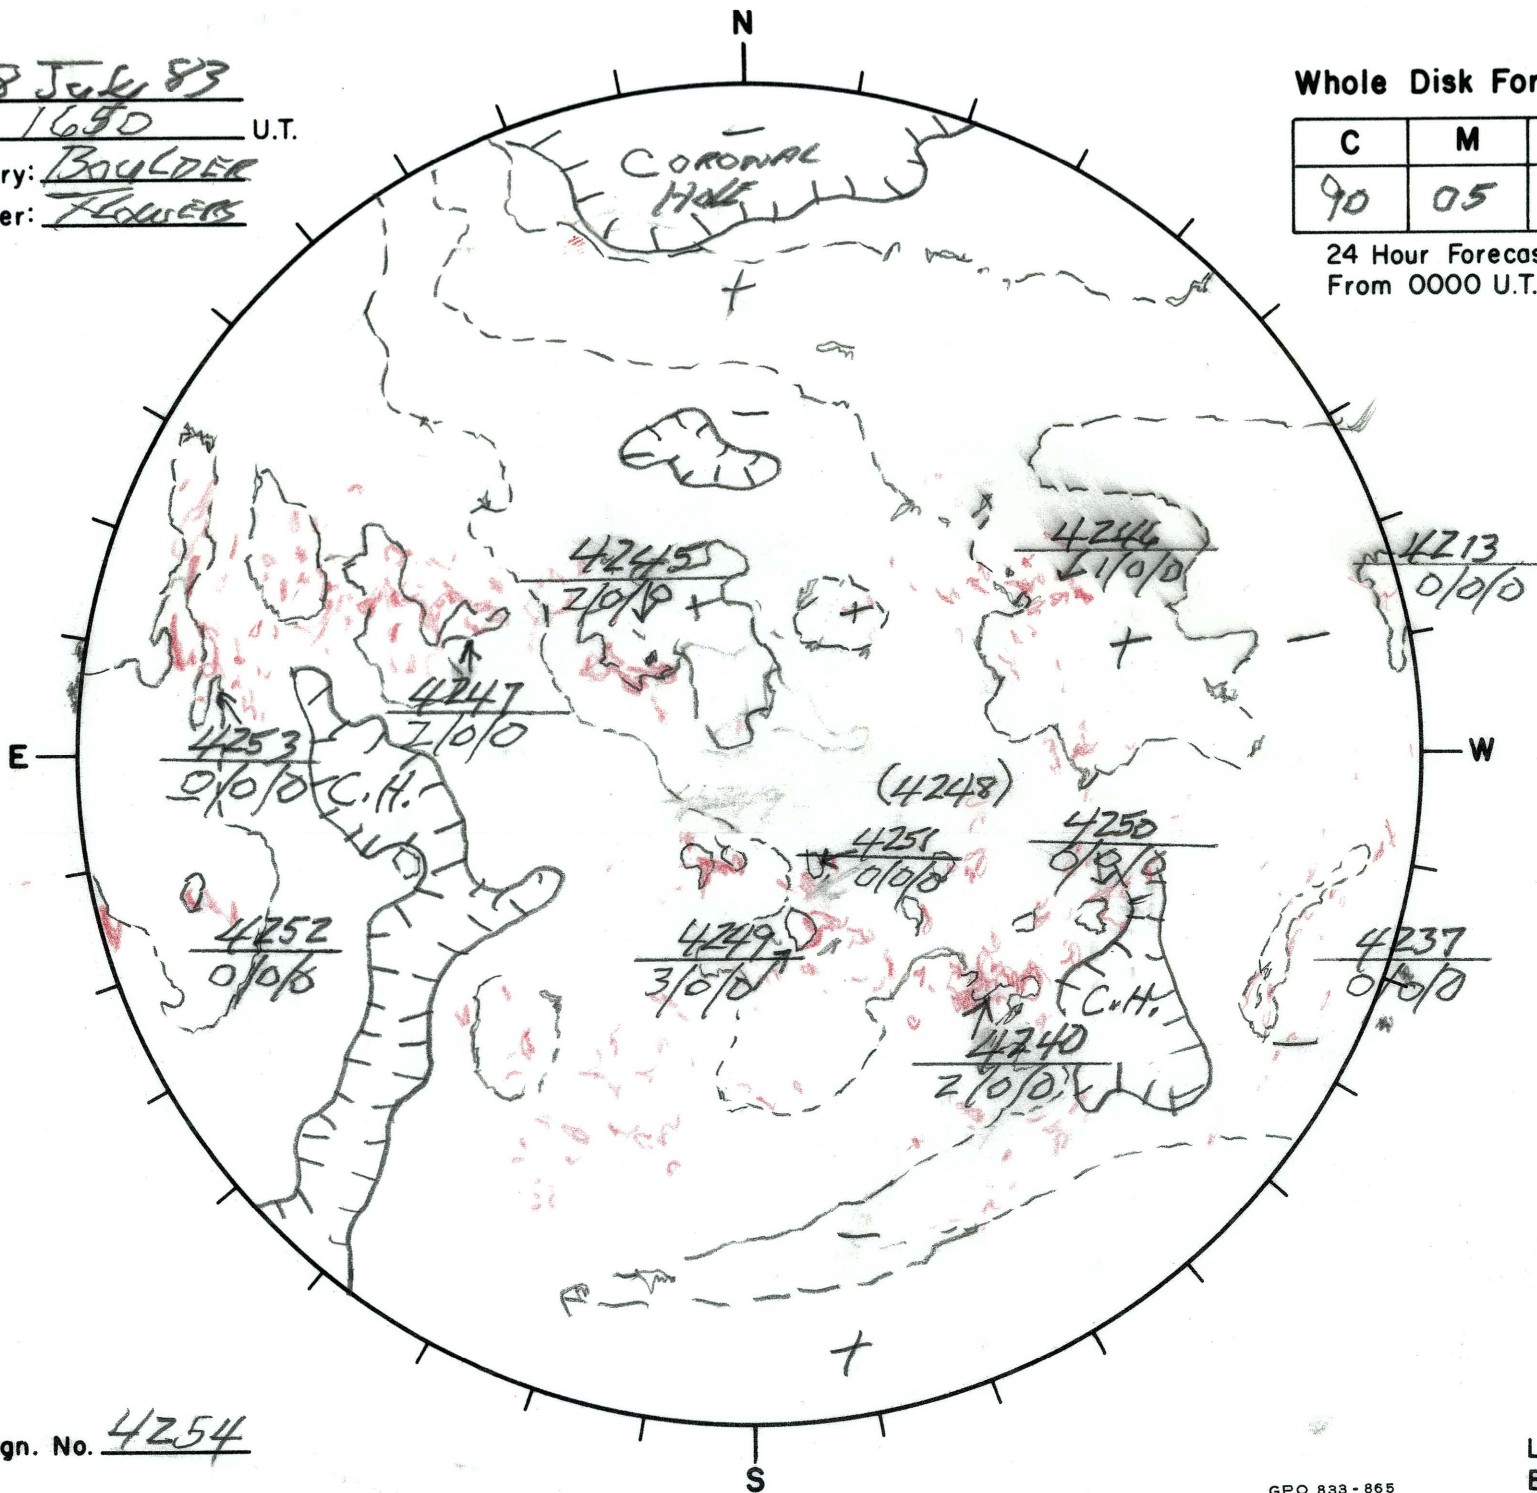 N
8 July 83
1650 U.T.
ry: BOULDER
er: FLOWERS
Whole Disk For
C M
90 05
24 Hour Forecas
From 0000 U.T.
CORONAL
HOLE
4245
2/0/0
4246
1/0/0
4213
0/0/0
4247
2/0/0
4253
0/0/0
E
W
C.H.
(4248)
4251
0/0/0
4250
0/0/0
4252
0/0/0
4249
3/0/0
4237
0/0/0
C.H.
4240
2/0/0
gn. No. 4254
S
GPO 833-865
L
E